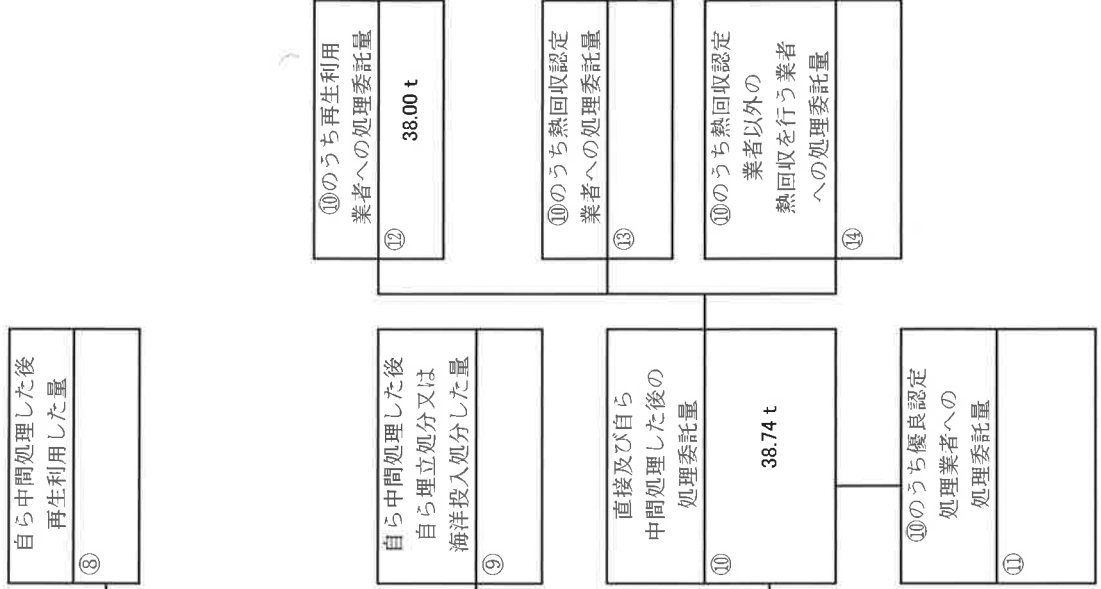 自ら中間処理した後
再生利用した量
⑧
自ら中間処理した後
自ら埋立処分又は
海洋投入処分した量
⑨
直接及び自ら
中間処理した後の
処理委託量
⑩
38.74 t
⑩のうち優良認定
処理業者への
処理委託量
⑪
⑩のうち再生利用
業者への処理委託量
⑫
38.00 t
⑩のうち熱回収認定
業者への処理委託量
⑬
⑩のうち熱回収認定
業者以外の
熱回収を行う業者
への処理委託量
⑭